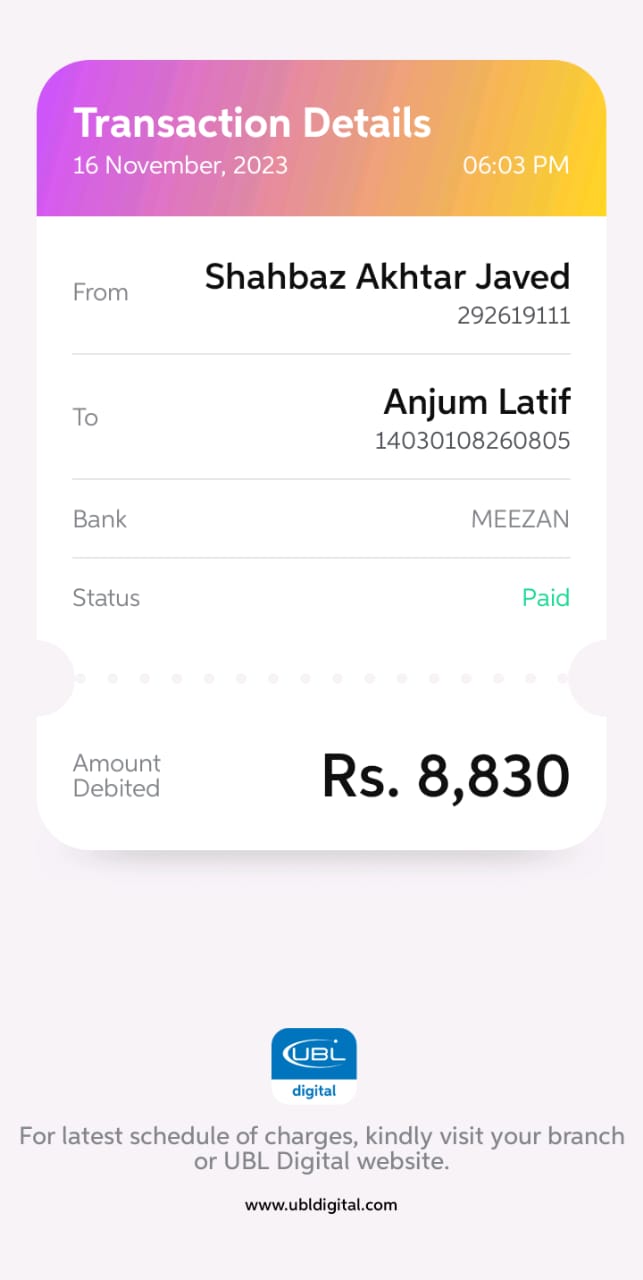 Transaction Details
16 November, 2023 06:03 PM
From Shahbaz Akhtar Javed
292619111
To Anjum Latif
14030108260805
Bank MEEZAN
Status Paid
Amount
Debited
Rs. 8,830
UBL
digital
For latest schedule of charges, kindly visit your branch
or UBL Digital website.
www.ubldigital.com